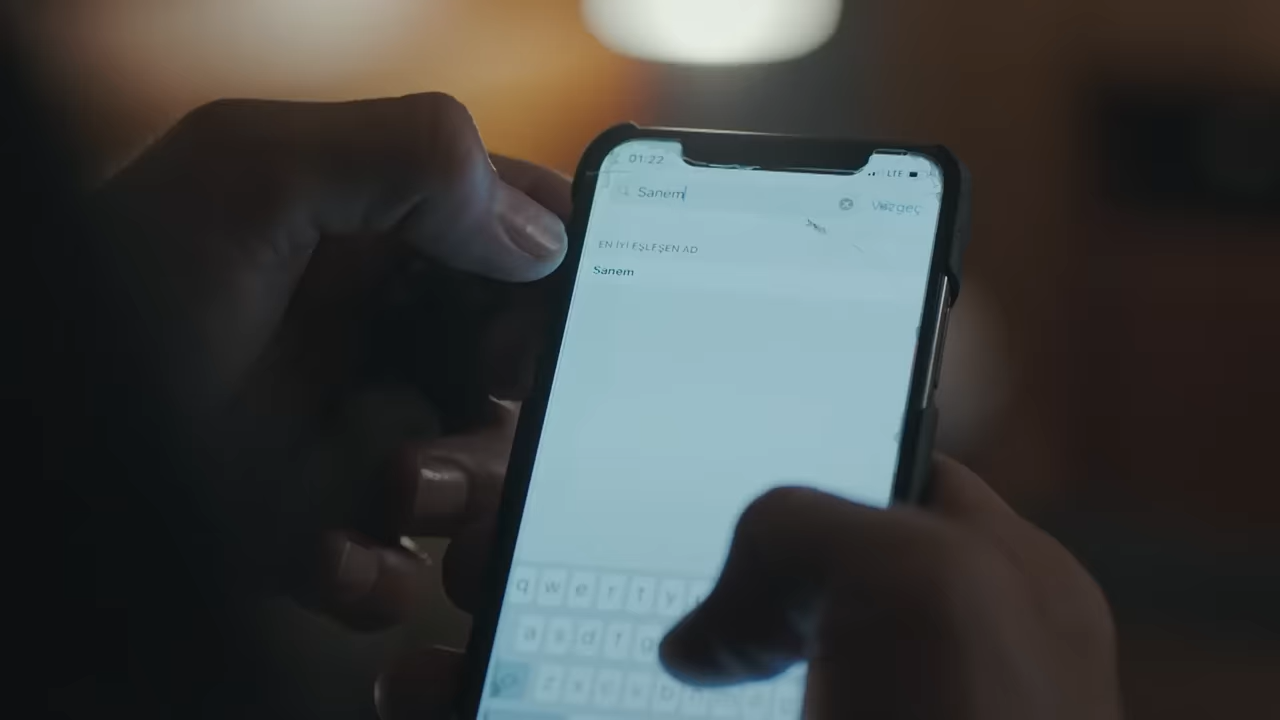 01:22
LTE
Sanem
Vazgeç
EN İYİ EŞLEŞEN AD
Sanem
q w e r t y
a s d f g
z x c v b